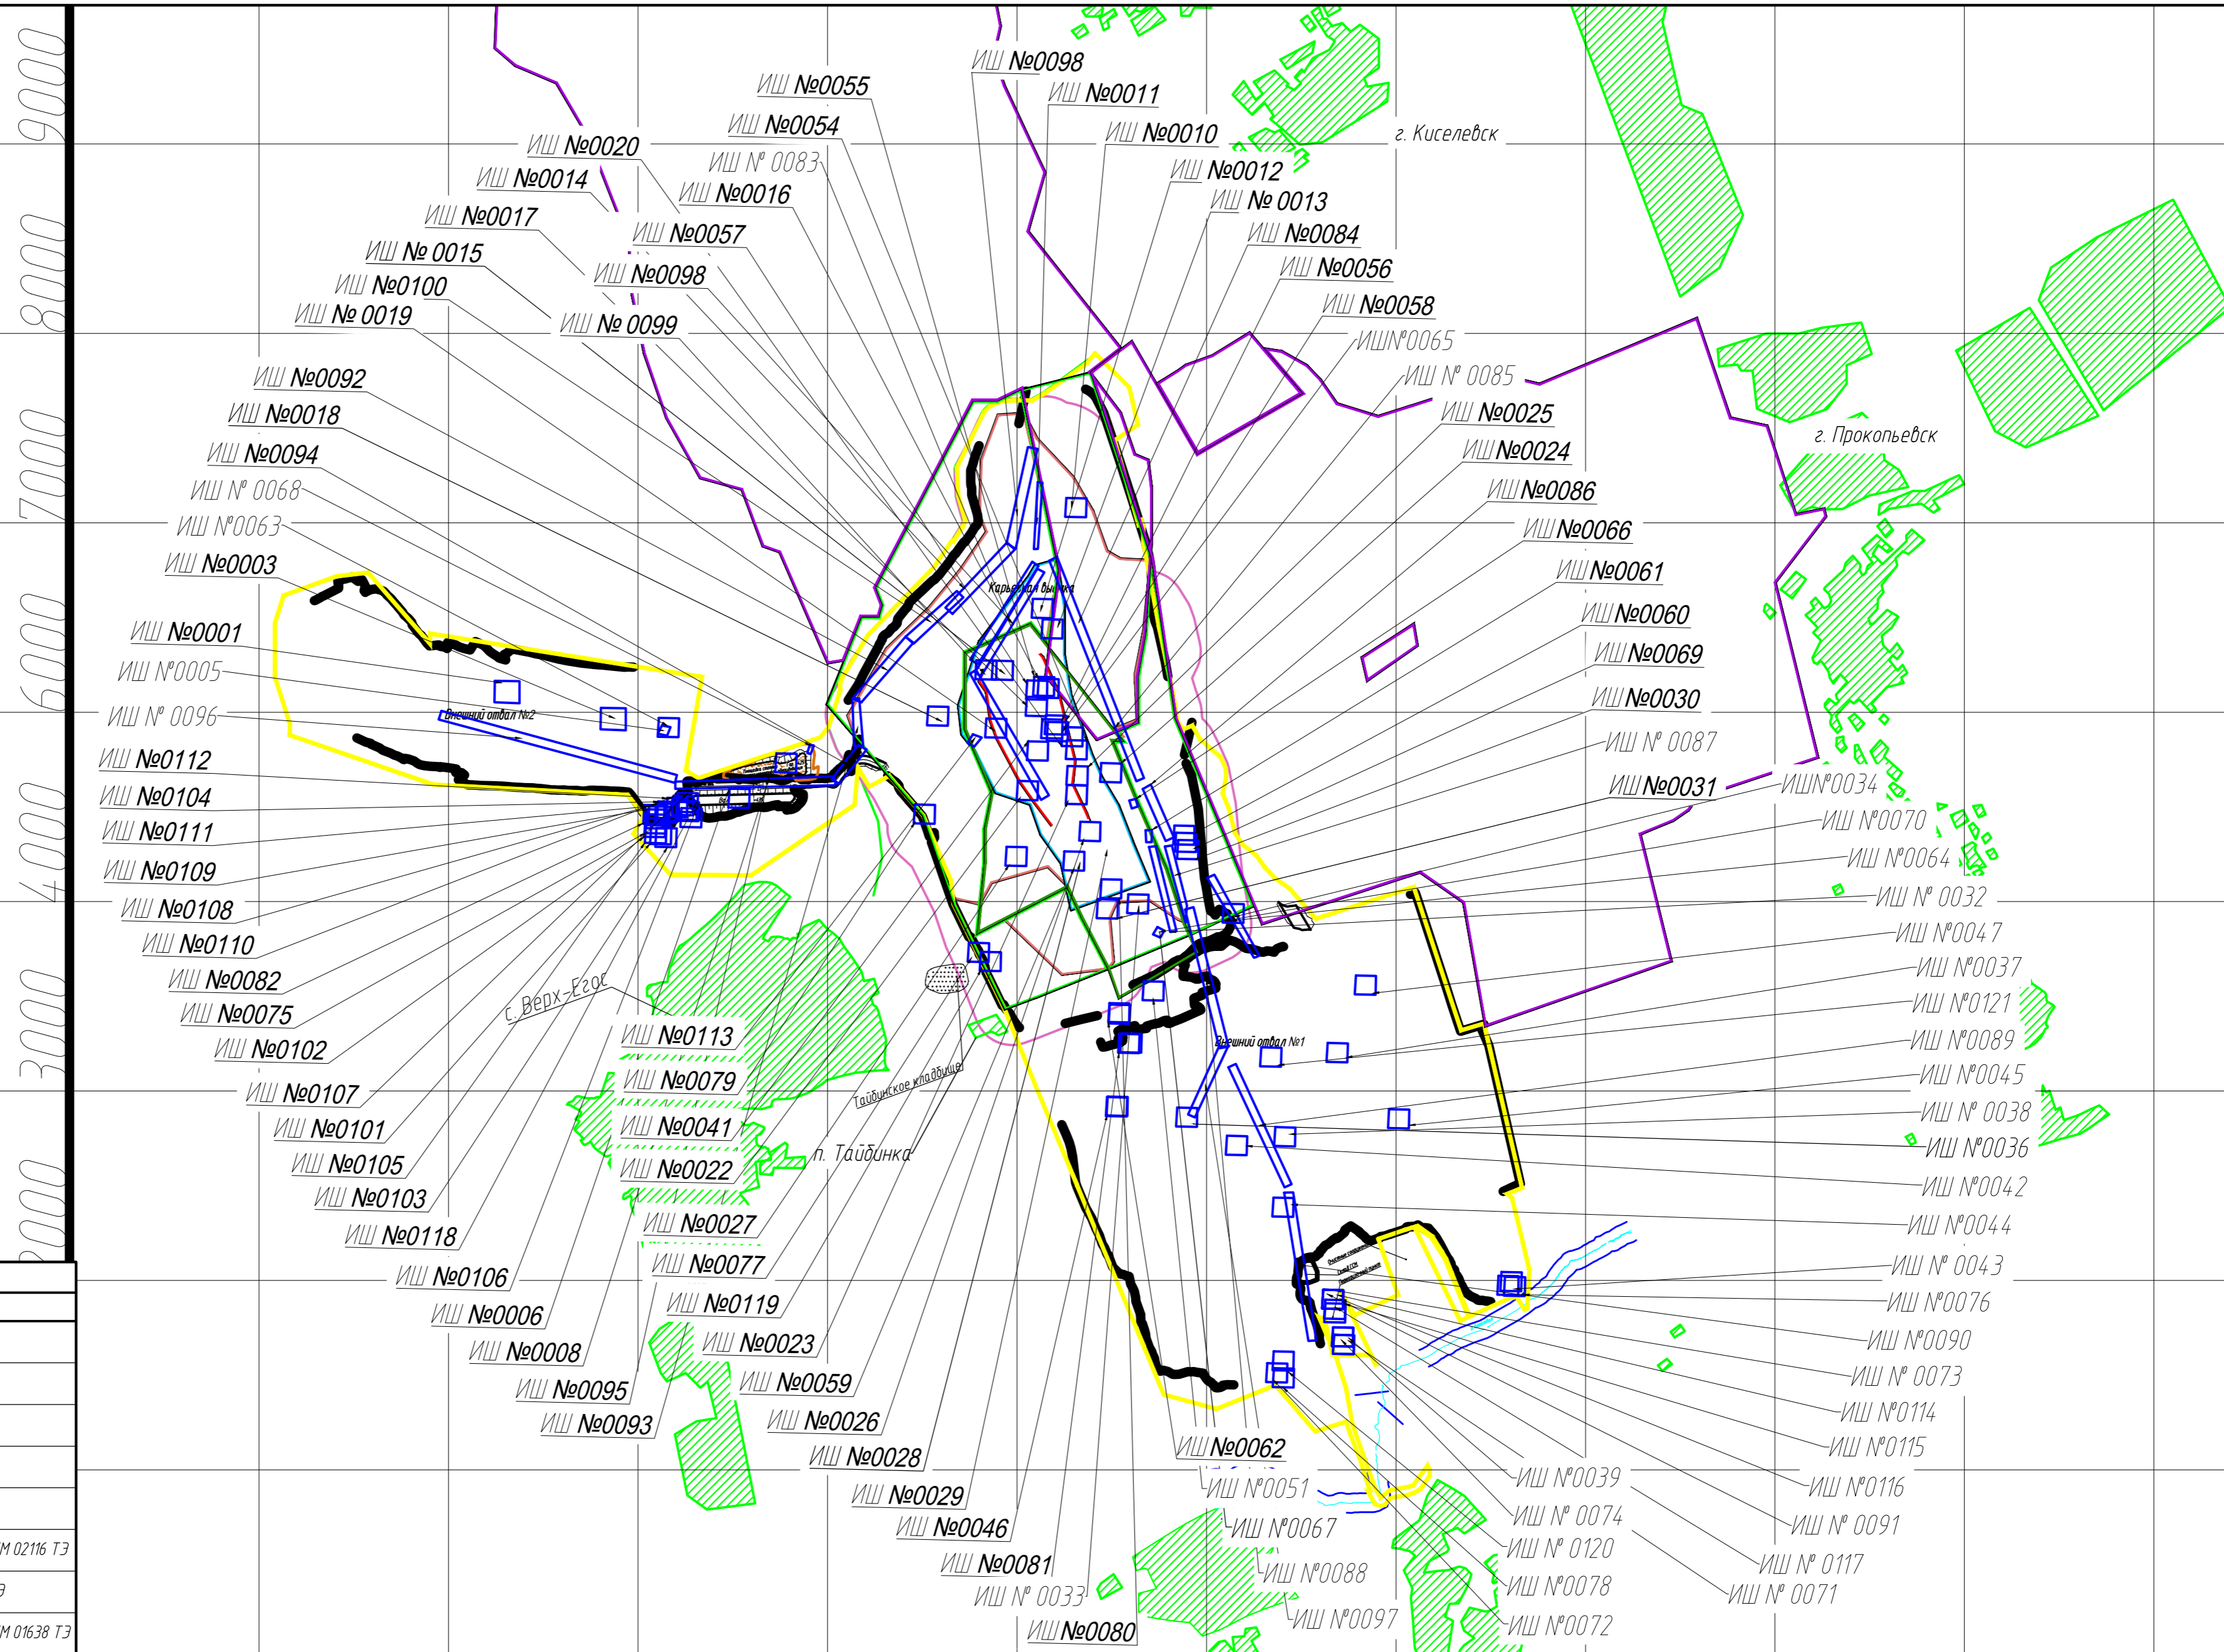 9000
8000
7000
6000
5000
4000
3000
2000
ИШ №0098
ИШ №0055
ИШ №0011
ИШ №0054
ИШ №0010
г. Киселевск
ИШ №0020
ИШ № 0083
ИШ №0012
ИШ №0014
ИШ №0016
ИШ № 0013
ИШ №0017
ИШ №0057
ИШ №0084
ИШ № 0015
ИШ №0098
ИШ №0056
ИШ №0100
ИШ №0058
ИШ № 0019
ИШ № 0099
ИШ№0065
ИШ №0092
ИШ № 0085
ИШ №0018
ИШ №0025
г. Прокопьевск
ИШ №0094
ИШ №0024
ИШ № 0068
ИШ №0086
ИШ №0063
ИШ №0066
ИШ №0003
ИШ №0061
ИШ №0060
ИШ №0001
ИШ №0069
ИШ №0005
ИШ №0030
ИШ № 0096
Внешний отвал №2
ИШ № 0087
ИШ №0112
ИШ №0031
ИШ№0034
ИШ №0104
ИШ №0070
ИШ №0111
ИШ №0064
ИШ №0109
ИШ № 0032
ИШ №0108
ИШ №0047
ИШ №0110
ИШ №0037
ИШ №0082
с. Верх-Егос
ИШ №0121
ИШ №0075
ИШ №0113
Внешний отвал №1
ИШ №0089
ИШ №0102
ИШ №0079
Тайбинское кладбище
ИШ №0045
ИШ №0107
ИШ № 0038
ИШ №0101
ИШ №0041
п. Тайбинка
ИШ №0036
ИШ №0105
ИШ №0022
ИШ №0042
ИШ №0103
ИШ №0027
ИШ №0044
ИШ №0118
ИШ №0077
ИШ № 0043
ИШ №0106
ИШ №0119
ИШ №0076
ИШ №0006
ИШ №0023
ИШ №0090
ИШ №0008
ИШ №0059
ИШ № 0073
ИШ №0095
ИШ №0026
ИШ №0114
ИШ №0093
ИШ №0028
ИШ №0062
ИШ №0115
ИШ №0029
ИШ №0051
ИШ №0039
ИШ №0116
ИШ №0046
ИШ №0067
ИШ № 0074
ИШ № 0091
ИШ №0081
ИШ №0088
ИШ № 0120
ИШ № 0117
ИШ № 0033
ИШ №0078
ИШ № 0071
ИШ №0080
ИШ №0097
ИШ №0072
М 02116 ТЭ
М 01638 ТЭ